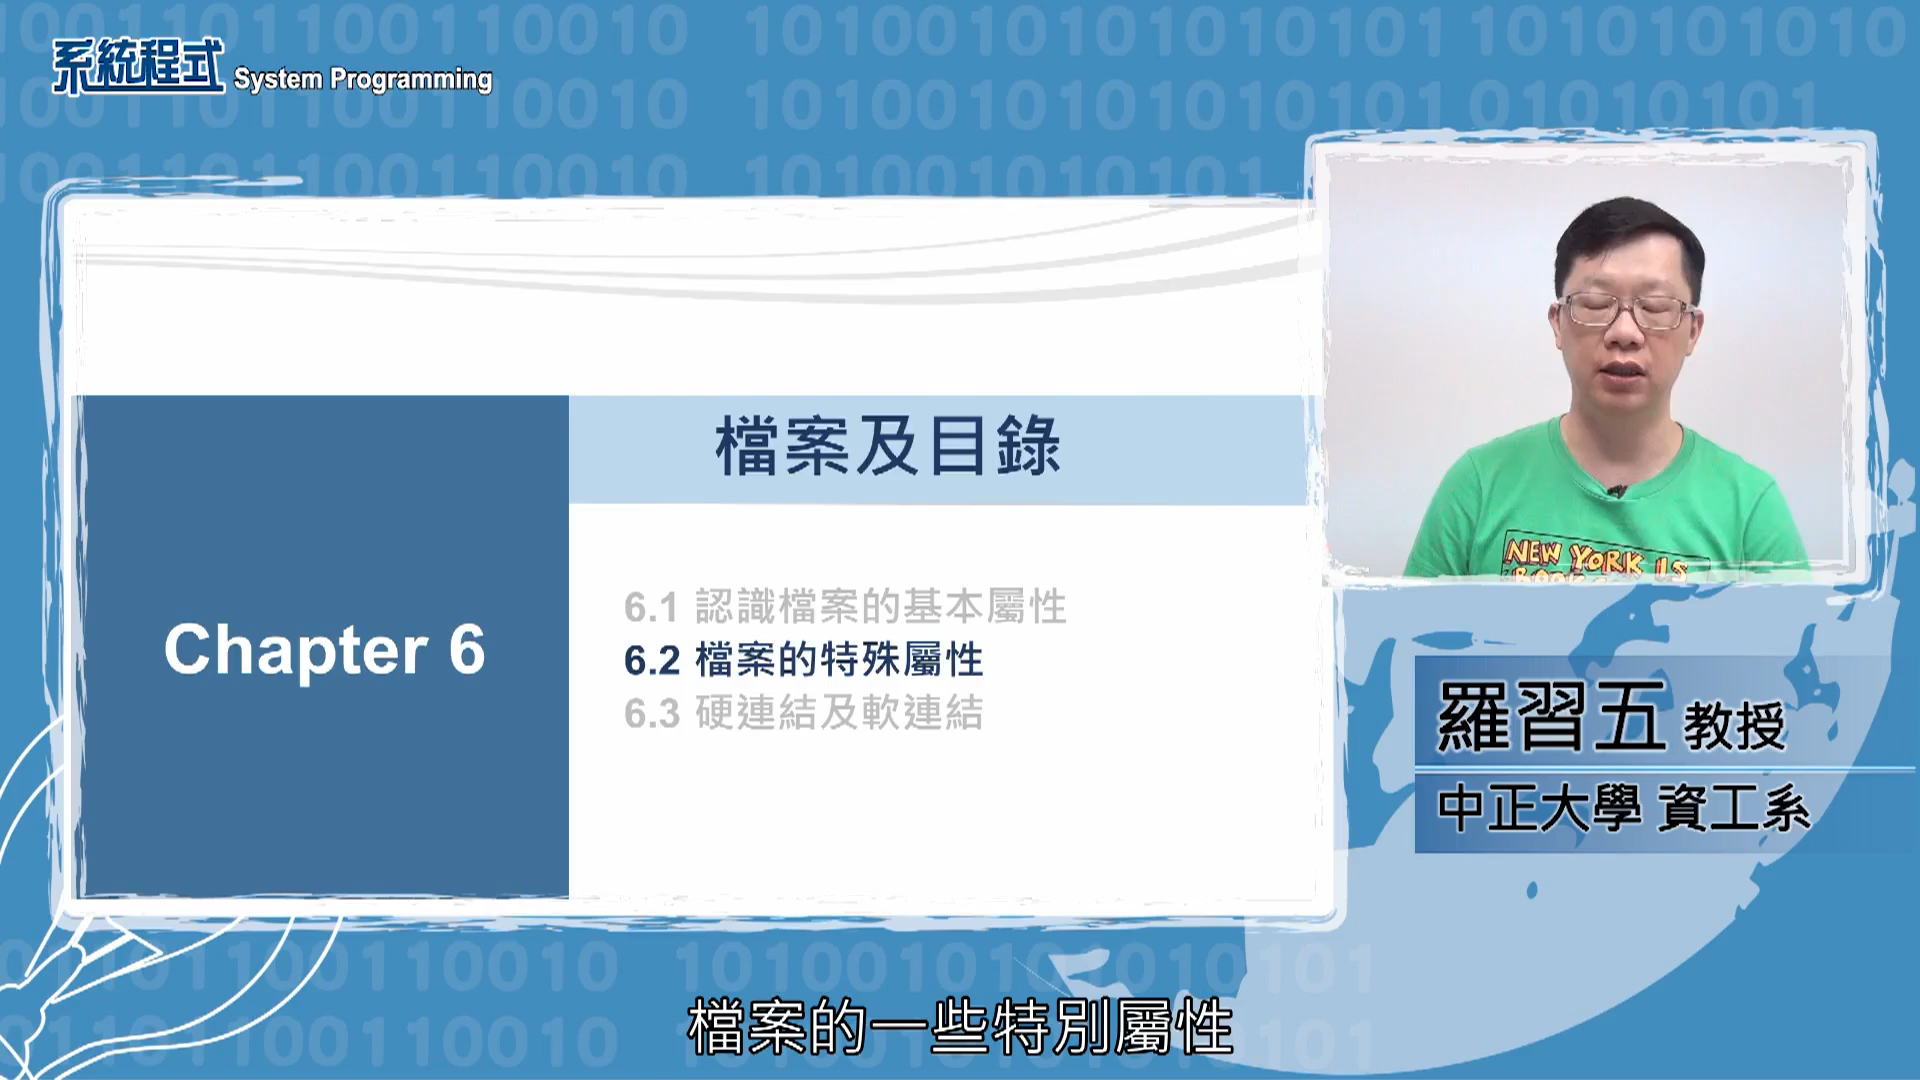 系統程式 System Programming
檔案及目錄
Chapter 6
6.1 認識檔案的基本屬性
6.2 檔案的特殊屬性
6.3 硬連結及軟連結
NEW YORK IS
羅習五 教授
中正大學 資工系
檔案的一些特別屬性